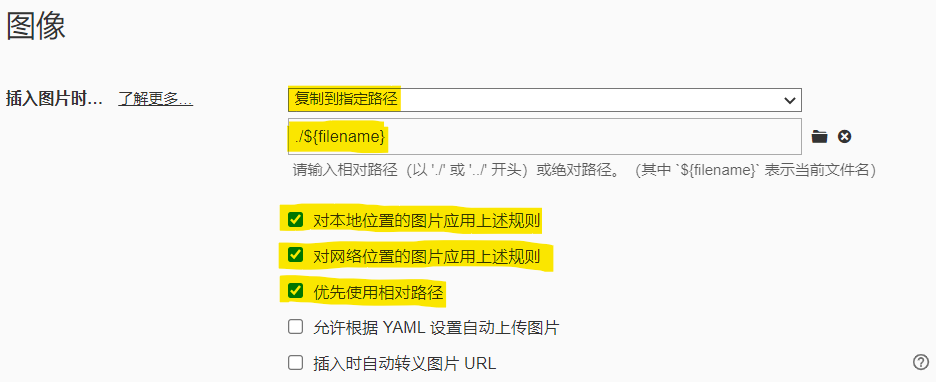 图像
插入图片时... 了解更多...
复制到指定路径
./${filename}
请输入相对路径（以 './' 或 '../' 开头）或绝对路径。（其中 `${filename}` 表示当前文件名）
对本地位置的图片应用上述规则
对网络位置的图片应用上述规则
优先使用相对路径
允许根据 YAML 设置自动上传图片
插入时自动转义图片 URL